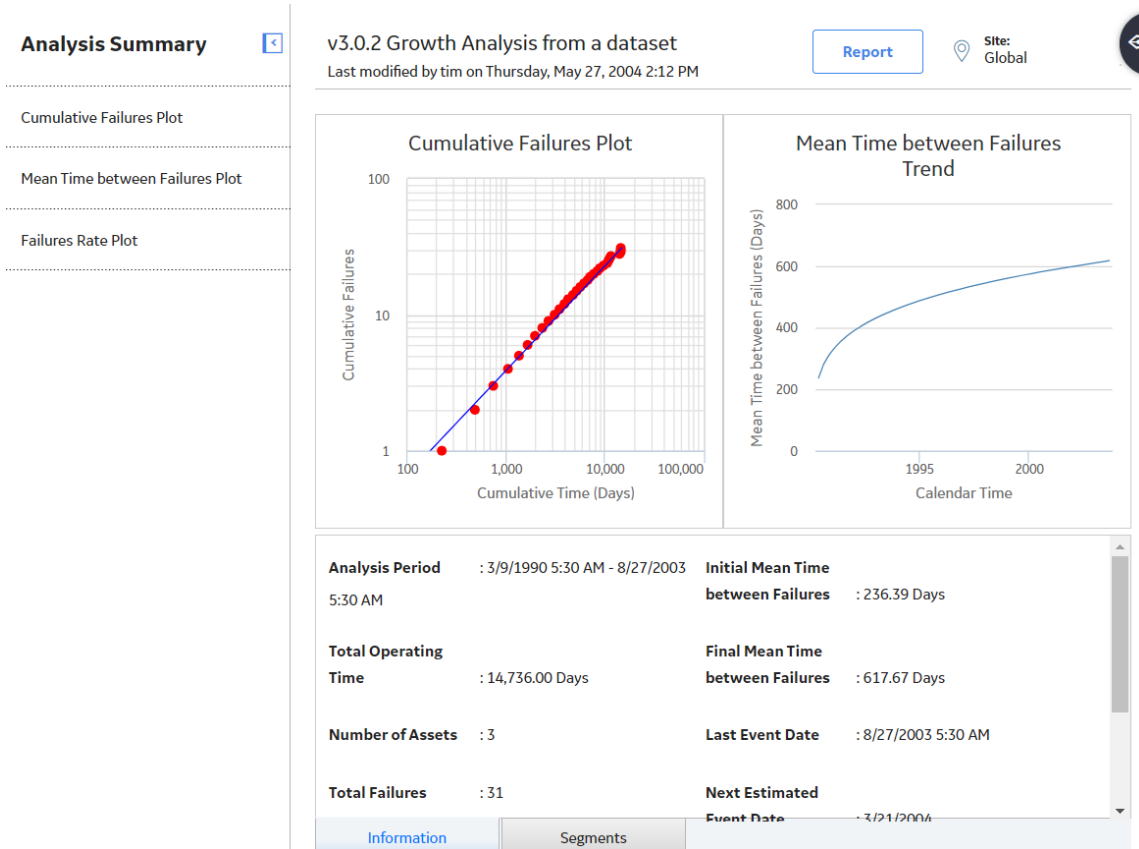 Analysis Summary
Cumulative Failures Plot
Mean Time between Failures Plot
Failures Rate Plot
v3.0.2 Growth Analysis from a dataset
Last modified by tim on Thursday, May 27, 2004 2:12 PM
Report
Site:
Global
Cumulative Failures Plot
100
10
1
Cumulative Failures
100 1,000 10,000 100,000
Cumulative Time (Days)
Mean Time between Failures
Trend
800
600
400
200
0
Mean Time between Failures (Days)
1995 2000
Calendar Time
Analysis Period : 3/9/1990 5:30 AM - 8/27/2003
5:30 AM
Initial Mean Time
between Failures : 236.39 Days
Total Operating
Time : 14,736.00 Days
Final Mean Time
between Failures : 617.67 Days
Number of Assets : 3
Last Event Date : 8/27/2003 5:30 AM
Total Failures : 31
Next Estimated
Event Date : 3/21/2004
Information
Segments